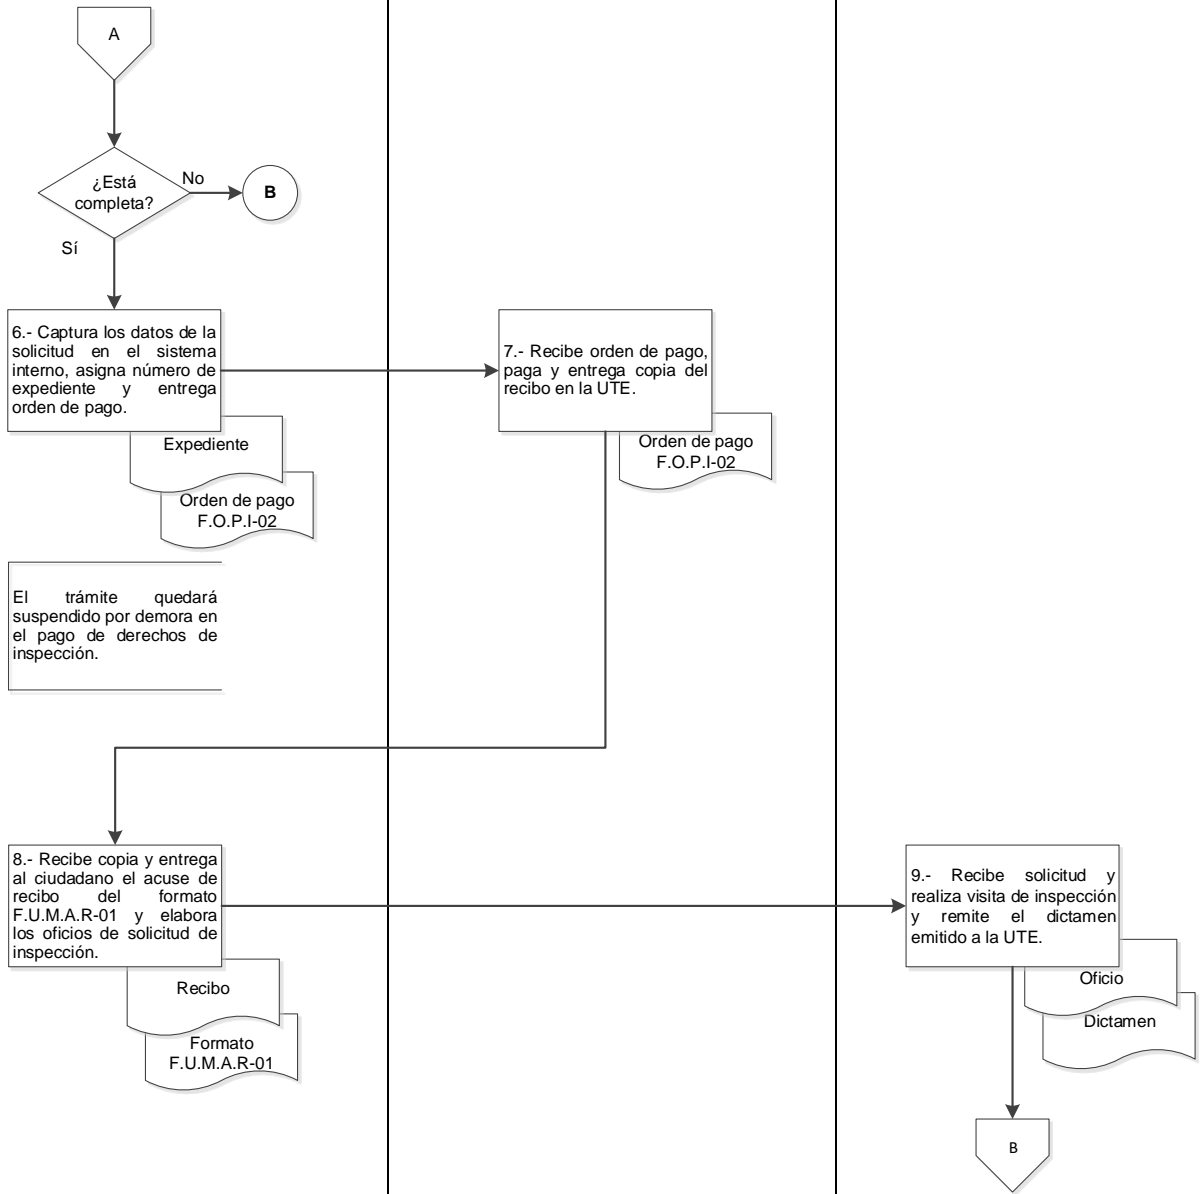 A
¿Está
completa?
No
B
Sí
6.- Captura los datos de la
solicitud en el sistema
interno, asigna número de
expediente y entrega
orden de pago.
Expediente
Orden de pago
F.O.P.I-02
7.- Recibe orden de pago,
paga y entrega copia del
recibo en la UTE.
Orden de pago
F.O.P.I-02
El trámite quedará
suspendido por demora en
el pago de derechos de
inspección.
8.- Recibe copia y entrega
al ciudadano el acuse de
recibo del formato
F.U.M.A.R-01 y elabora
los oficios de solicitud de
inspección.
Recibo
Formato
F.U.M.A.R-01
9.- Recibe solicitud y
realiza visita de inspección
y remite el dictamen
emitido a la UTE.
Oficio
Dictamen
B